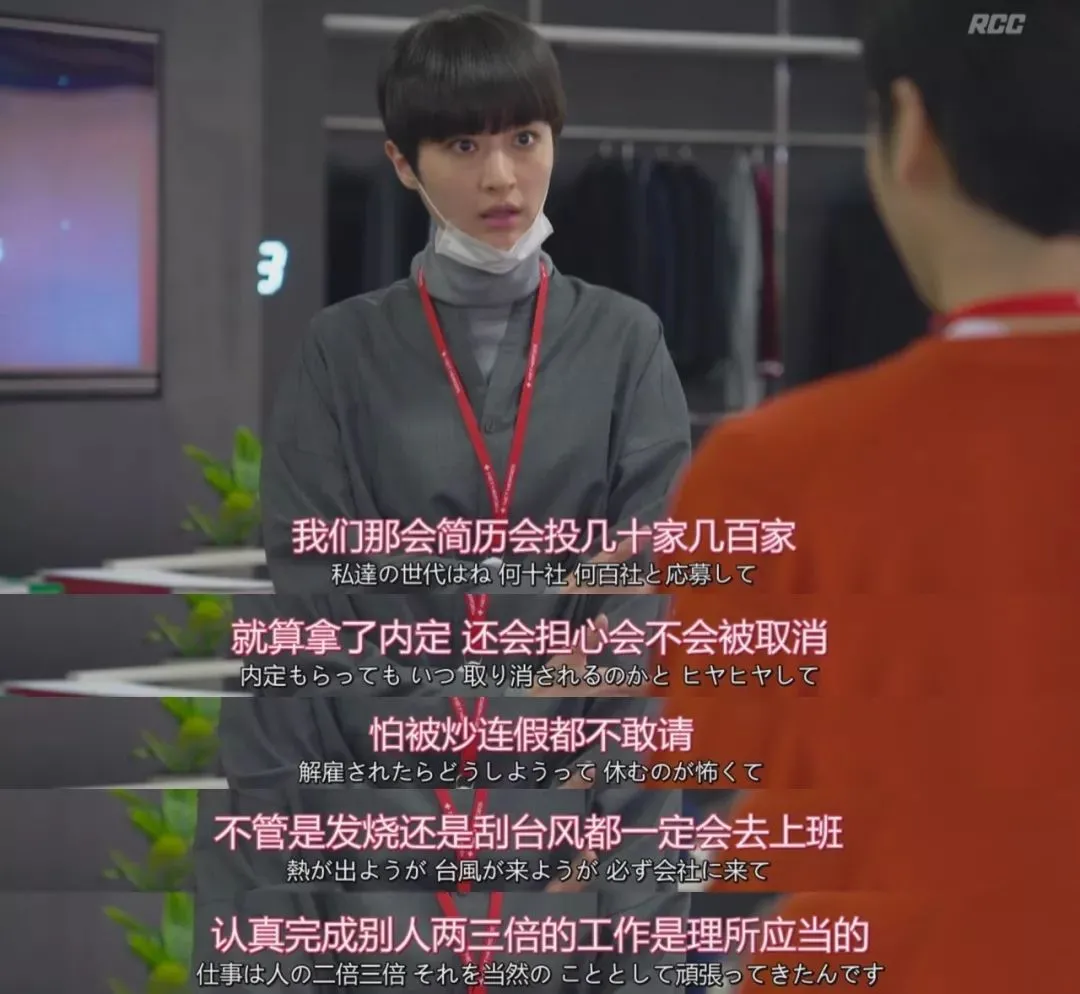 RCC
3
我们那会简历会投几十家几百家
私達の世代はね 何十社 何百社と応募して
就算拿了内定 还会担心会不会被取消
内定もらっても いつ 取り消されるのかと ヒヤヒヤして
怕被炒连假都不敢请
解雇されたらどうしようって 休むのが怖くて
不管是发烧还是刮台风都一定会去上班
熱が出ようが 台風が来ようが 必ず会社に来て
认真完成别人两三倍的工作是理所应当的
仕事は人の二倍三倍 それを当然の こととして頑張ってきたんです